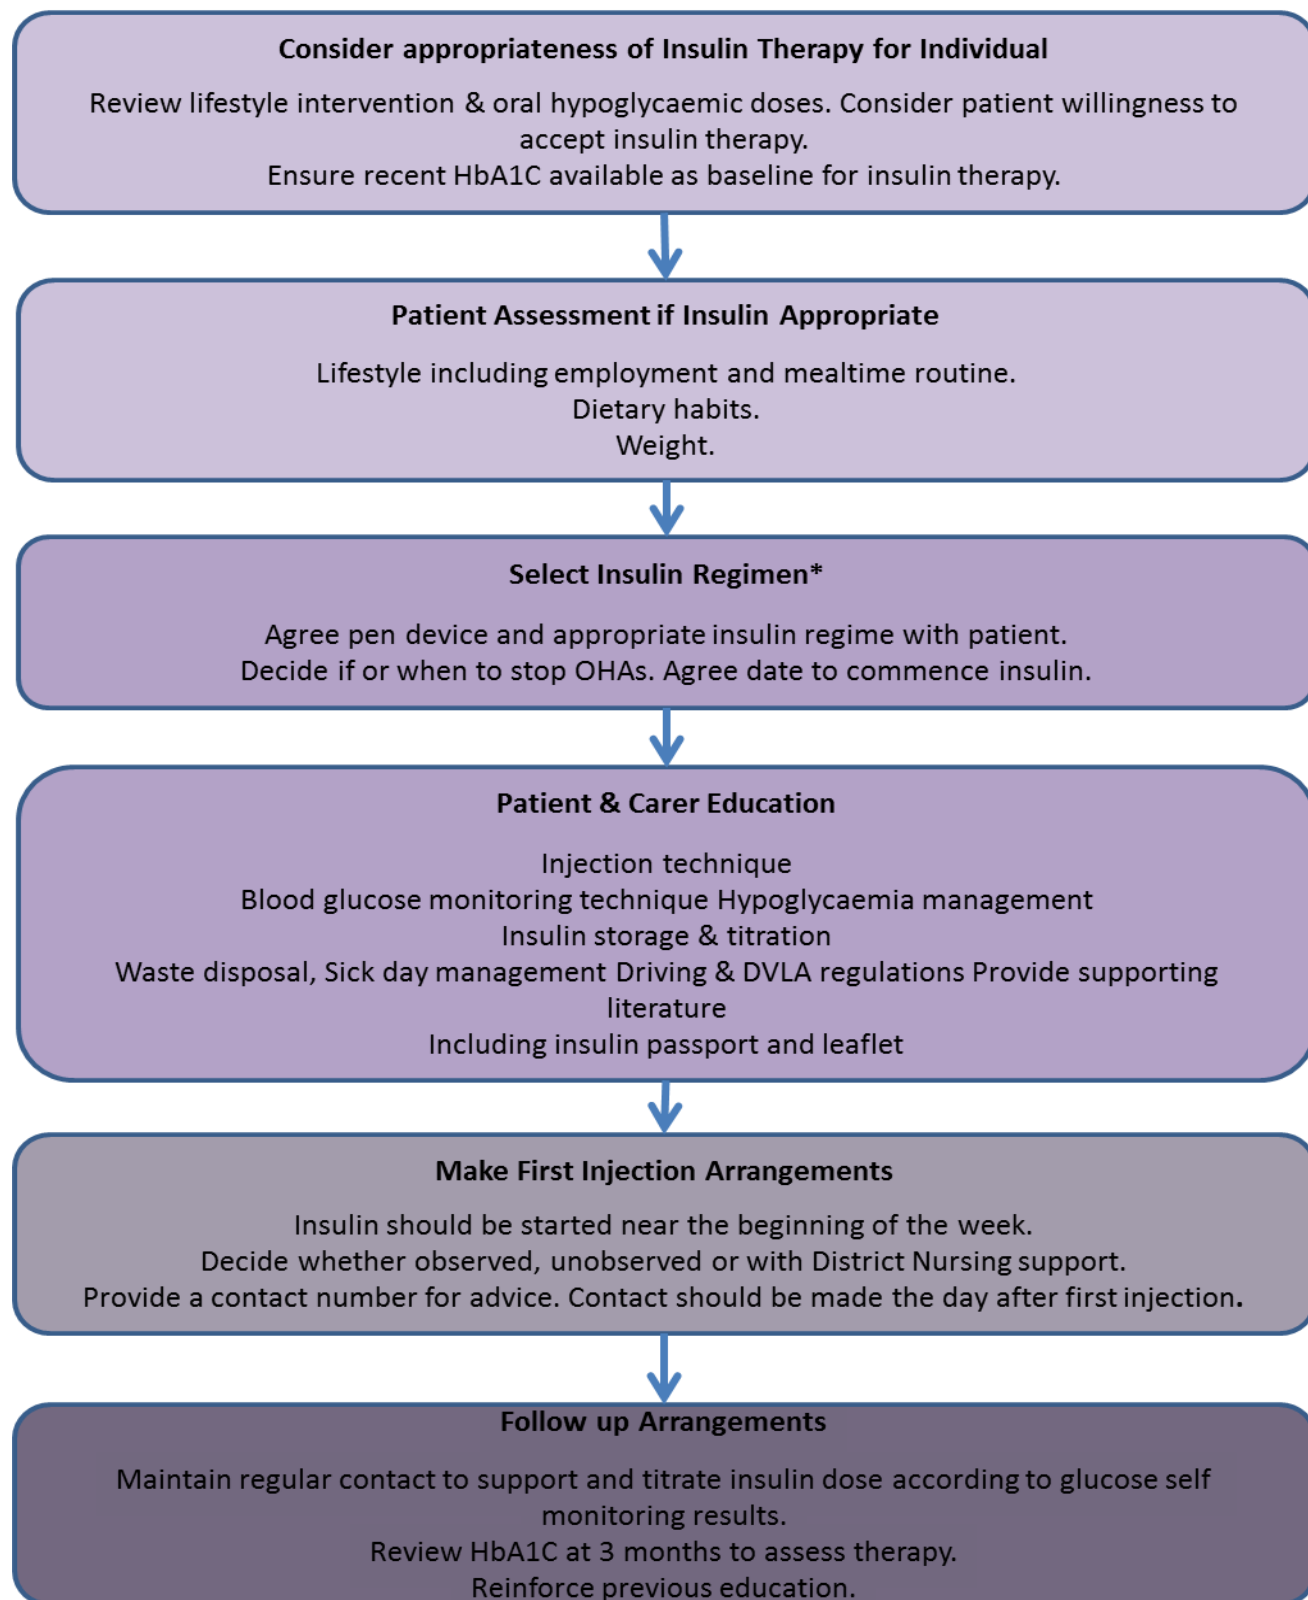 Consider appropriateness of Insulin Therapy for Individual
Review lifestyle intervention & oral hypoglycaemic doses. Consider patient willingness to
accept insulin therapy.
Ensure recent HbA1C available as baseline for insulin therapy.
Patient Assessment if Insulin Appropriate
Lifestyle including employment and mealtime routine.
Dietary habits.
Weight.
Select Insulin Regimen*
Agree pen device and appropriate insulin regime with patient.
Decide if or when to stop OHAs. Agree date to commence insulin.
Patient & Carer Education
Injection technique
Blood glucose monitoring technique Hypoglycaemia management
Insulin storage & titration
Waste disposal, Sick day management Driving & DVLA regulations Provide supporting
literature
Including insulin passport and leaflet
Make First Injection Arrangements
Insulin should be started near the beginning of the week.
Decide whether observed, unobserved or with District Nursing support.
Provide a contact number for advice. Contact should be made the day after first injection.
Follow up Arrangements
Maintain regular contact to support and titrate insulin dose according to glucose self
monitoring results.
Review HbA1C at 3 months to assess therapy.
Reinforce previous education.